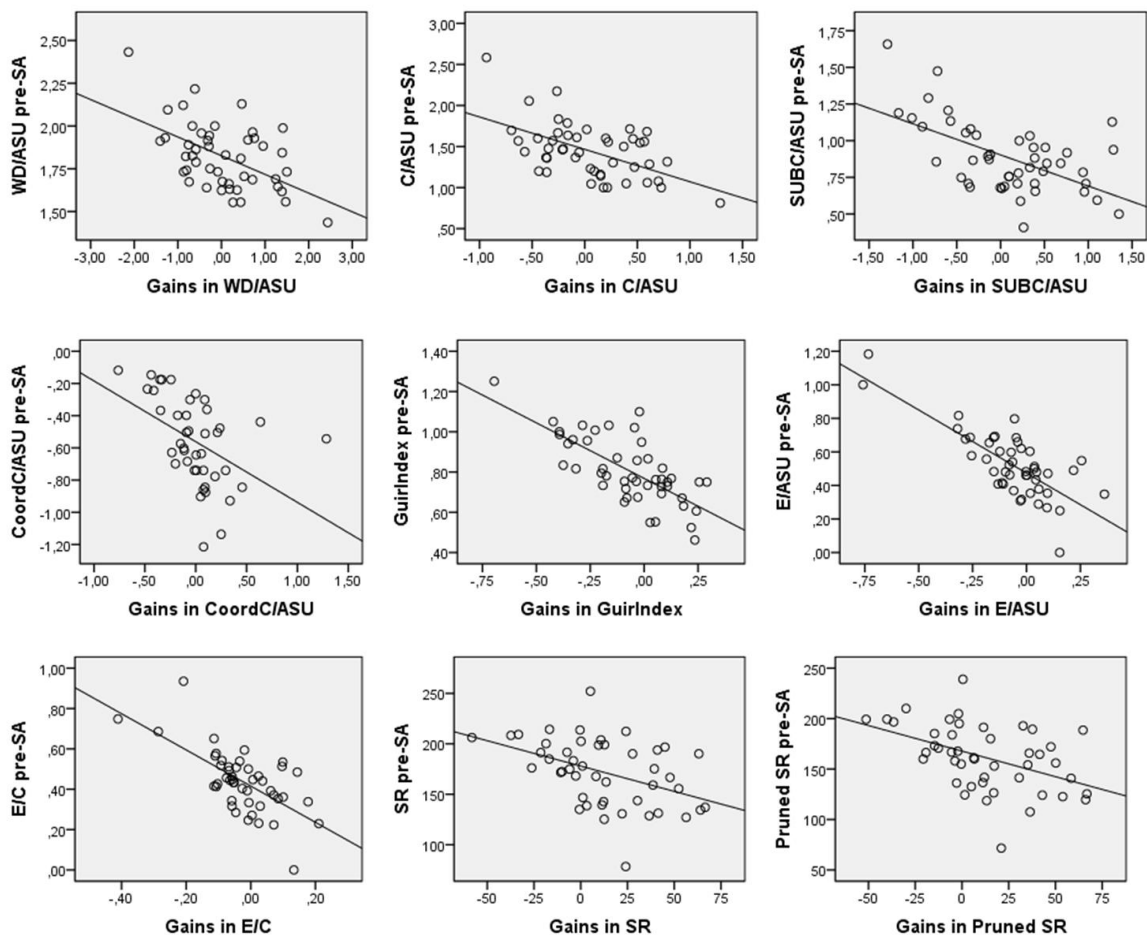 WD/ASU pre-SA
2,50
2,25
2,00
1,75
1,50
-3,00 -2,00 -1,00 ,00 1,00 2,00 3,00
Gains in WD/ASU
C/ASU pre-SA
3,00
2,50
2,00
1,50
1,00
,50
-1,00 -,50 ,00 ,50 1,00 1,50
Gains in C/ASU
SUBC/ASU pre-SA
1,75
1,50
1,25
1,00
,75
,50
-1,50 -1,00 -,50 ,00 ,50 1,00 1,50
Gains in SUBC/ASU
CoordC/ASU pre-SA
,00
-,20
-,40
-,60
-,80
-1,00
-1,20
-1,00 -,50 ,00 ,50 1,00 1,50
Gains in CoordC/ASU
GuirIndex pre-SA
1,40
1,20
1,00
,80
,60
,40
-,75 -,50 -,25 ,00 ,25
Gains in GuirIndex
E/ASU pre-SA
1,20
1,00
,80
,60
,40
,20
,00
-,75 -,50 -,25 ,00 ,25
Gains in E/ASU
E/C pre-SA
1,00
,80
,60
,40
,20
,00
-,40 -,20 ,00 ,20
Gains in E/C
SR pre-SA
250
200
150
100
-50 -25 0 25 50 75
Gains in SR
Pruned SR pre-SA
250
200
150
100
50
-50 -25 0 25 50 75
Gains in Pruned SR